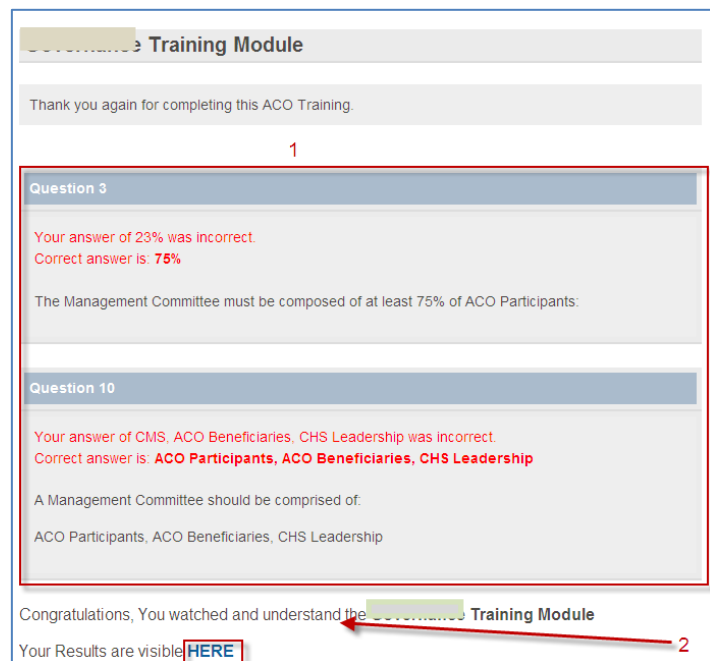 Training Module
Thank you again for completing this ACO Training.
1
Question 3
Your answer of 23% was incorrect.
Correct answer is: 75%
The Management Committee must be composed of at least 75% of ACO Participants:
Question 10
Your answer of CMS, ACO Beneficiaries, CHS Leadership was incorrect.
Correct answer is: ACO Participants, ACO Beneficiaries, CHS Leadership
A Management Committee should be comprised of:
ACO Participants, ACO Beneficiaries, CHS Leadership
Congratulations, You watched and understand the Training Module
Your Results are visible HERE
2